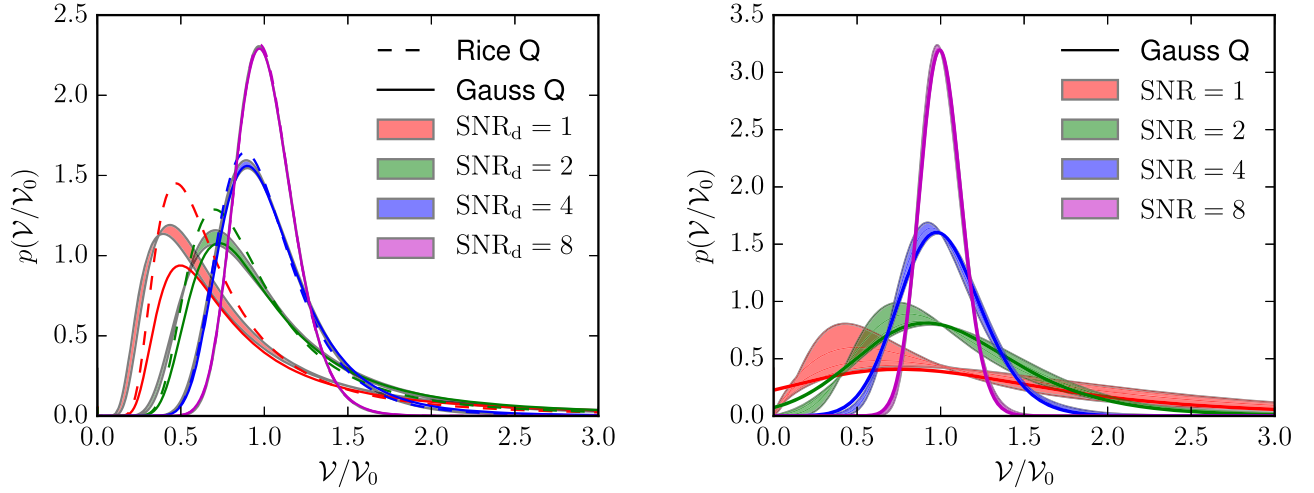 2.5
2.0
1.5
1.0
0.5
0.0
p(𝒱/𝒱₀)
0.0 0.5 1.0 1.5 2.0 2.5 3.0
𝒱/𝒱₀
Rice Q
Gauss Q
SNR_d = 1
SNR_d = 2
SNR_d = 4
SNR_d = 8
3.5
3.0
2.5
2.0
1.5
1.0
0.5
0.0
p(𝒱/𝒱₀)
0.0 0.5 1.0 1.5 2.0 2.5 3.0
𝒱/𝒱₀
Gauss Q
SNR = 1
SNR = 2
SNR = 4
SNR = 8